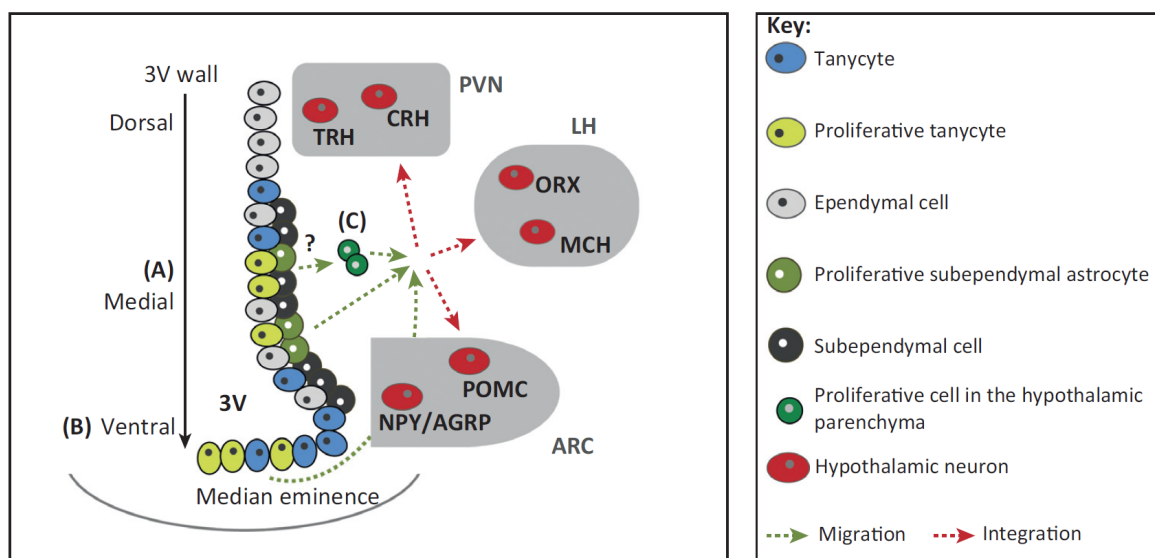 3V wall
Dorsal
(A)
Medial
(B) Ventral
3V
Median eminence
?
(C)
PVN
TRH
CRH
LH
ORX
MCH
POMC
NPY/AGRP
ARC
Key:
Tanycyte
Proliferative tanycyte
Ependymal cell
Proliferative subependymal astrocyte
Subependymal cell
Proliferative cell in the hypothalamic
parenchyma
Hypothalamic neuron
Migration
Integration